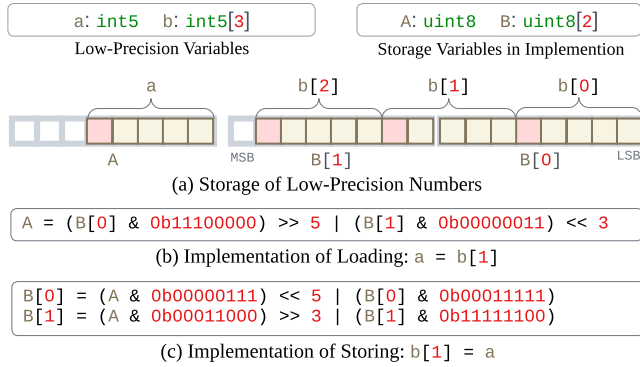 a: int5 b: int5[3]
A: uint8 B: uint8[2]
Low-Precision Variables
Storage Variables in Implemention
a
b[2]
b[1]
b[0]
A
MSB
B[1]
B[0]
LSB
(a) Storage of Low-Precision Numbers
A = (B[0] & 0b11100000) >> 5 | (B[1] & 0b00000011) << 3
(b) Implementation of Loading: a = b[1]
B[0] = (A & 0b00000111) << 5 | (B[0] & 0b00011111)
B[1] = (A & 0b00011000) >> 3 | (B[1] & 0b11111100)
(c) Implementation of Storing: b[1] = a